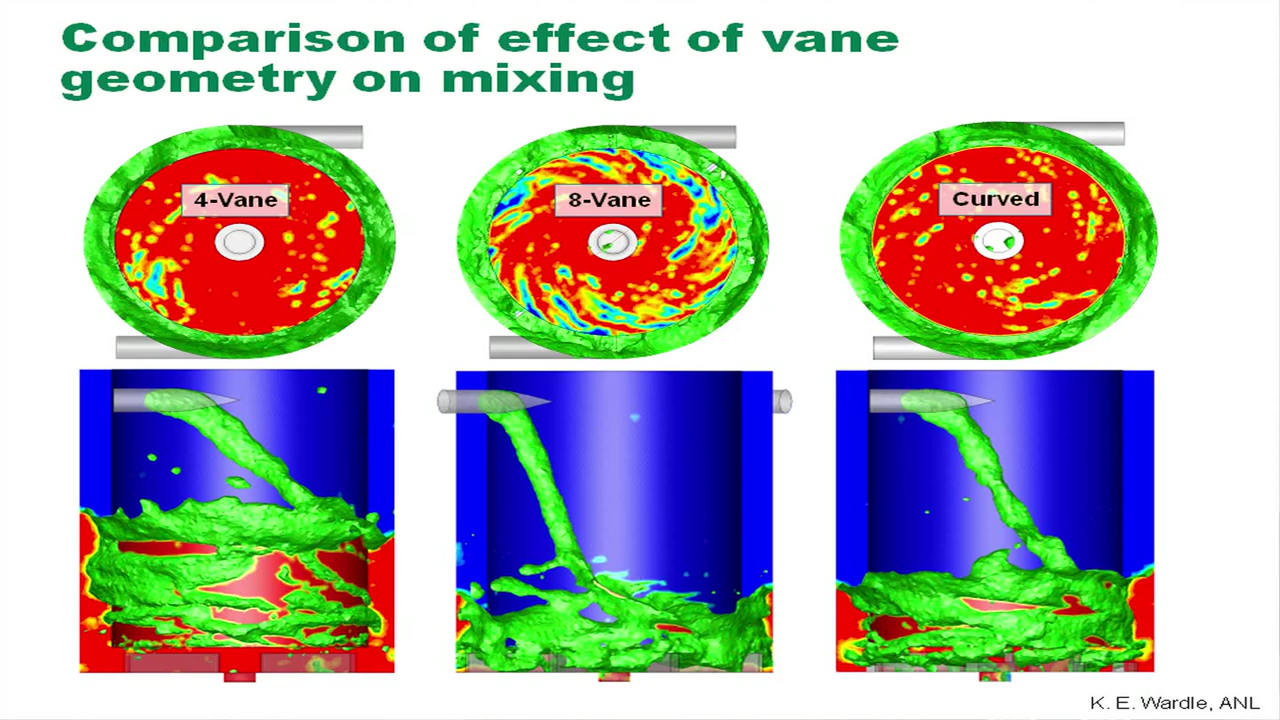 Comparison of effect of vane
geometry on mixing
4-Vane
8-Vane
Curved
K. E. Wardle, ANL